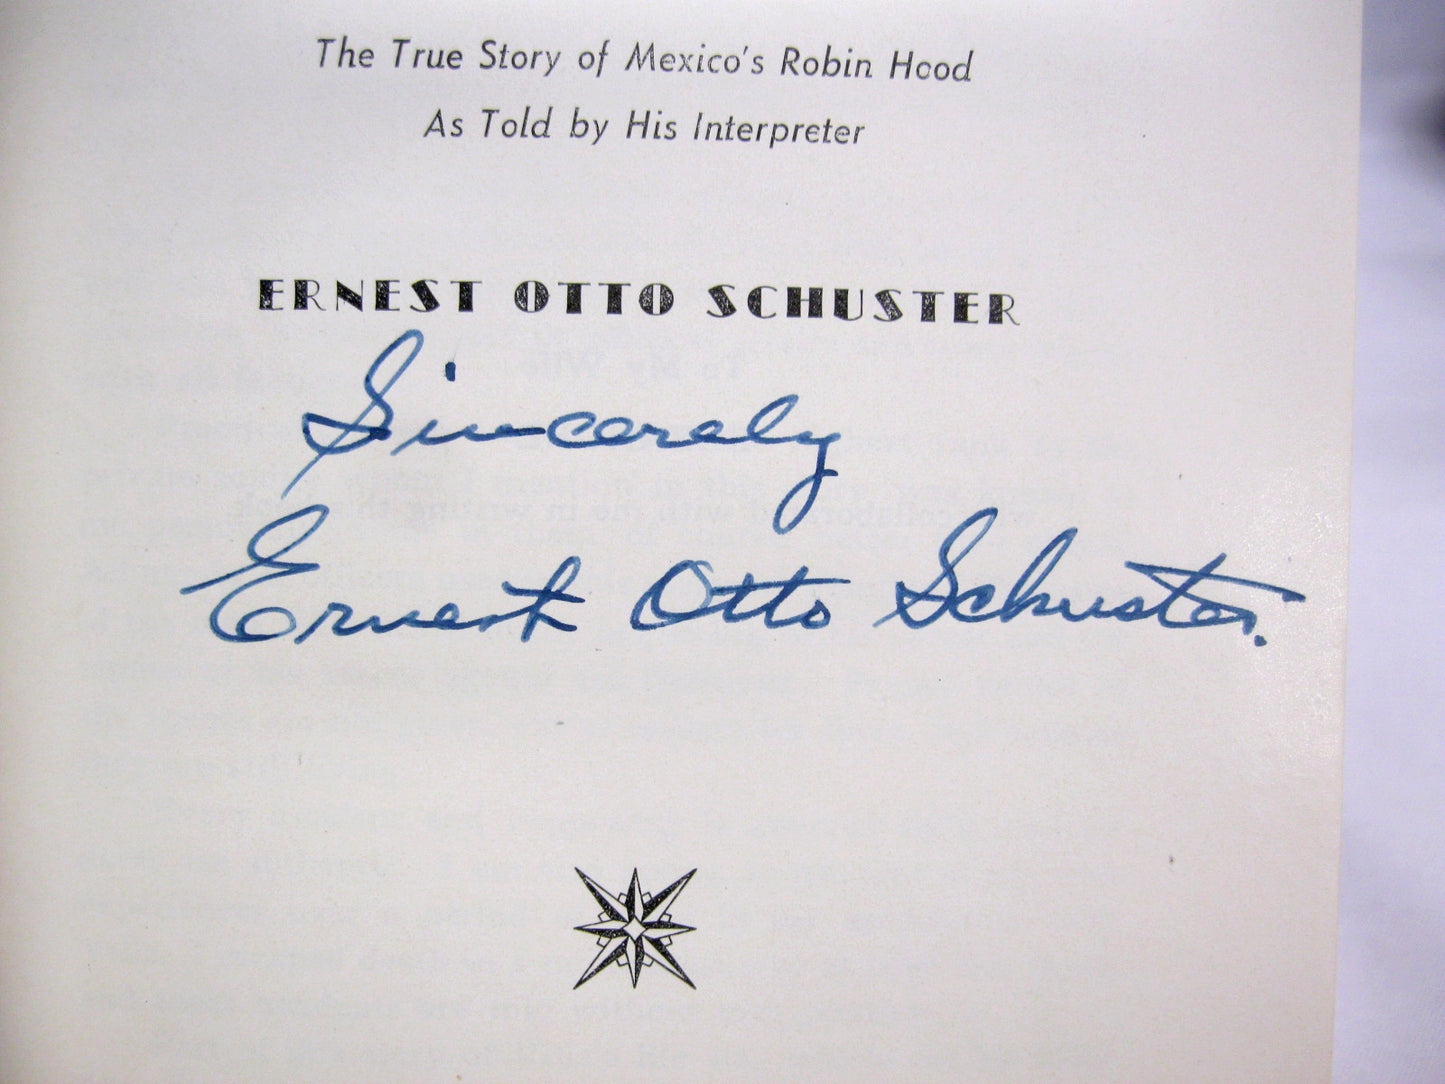 The True Story of Mexico's Robin Hood
As Told by His Interpreter
ERNEST OTTO SCHUSTER
Sincerely
Ernest Otto Schuster.